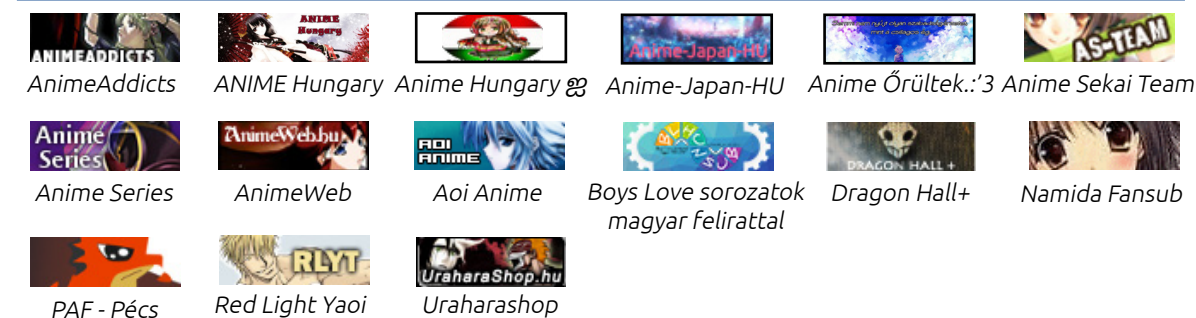 ANIMEADDICTS
ANIME
Hungary
Anime-Japan-HU
AS-TEAM
AnimeAddicts
ANIME Hungary
Anime Hungary ஐ
Anime-Japan-HU
Anime Őrültek.:’3
Anime Sekai Team
Anime
Series
AnimeWeb.hu
AOI
ANIME
DRAGON HALL +
Anime Series
AnimeWeb
Aoi Anime
Boys Love sorozatok
magyar felirattal
Dragon Hall+
Namida Fansub
RLYT
UraharaShop.hu
PAF - Pécs
Red Light Yaoi
Uraharashop